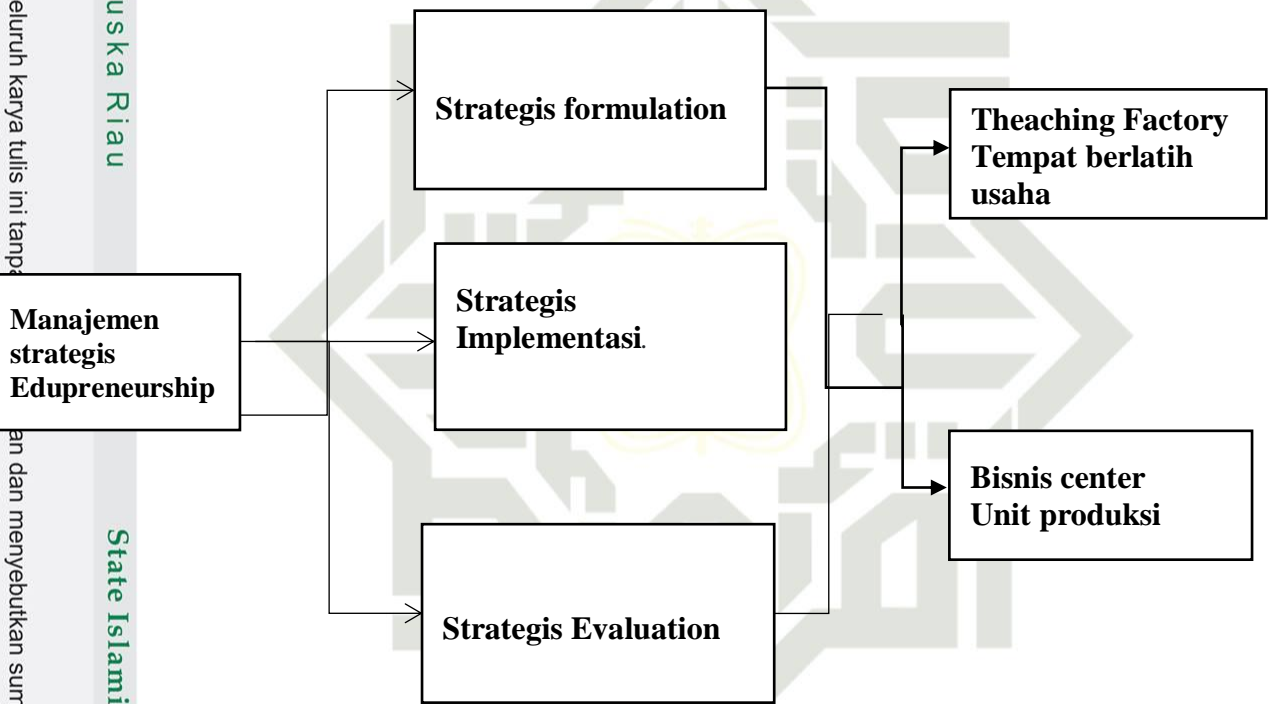 uska Riau
eluruh karya tulis ini tanpa
an dan menyebutkan sum
State Islami
Manajemen
strategis
Edupreneurship
Strategis formulation
Strategis
Implementasi.
Strategis Evaluation
Theaching Factory
Tempat berlatih
usaha
Bisnis center
Unit produksi